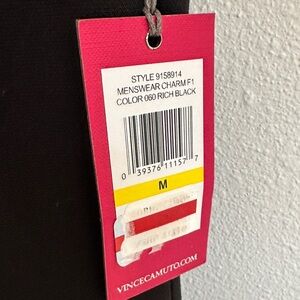 STYLE 9158914
MENSWEAR CHARM F1
COLOR 060 RICH BLACK
0 39376 11157 7
M
VINCECAMUTO.COM